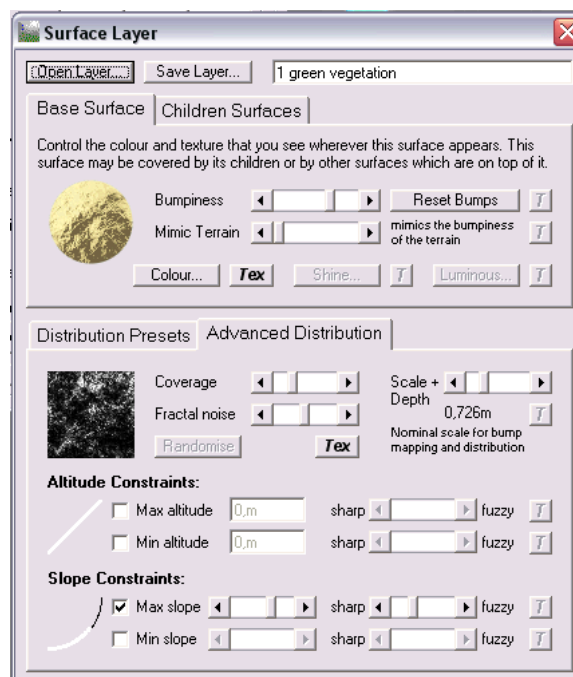 Surface Layer
Open Layer... Save Layer... 1 green vegetation
Base Surface Children Surfaces
Control the colour and texture that you see wherever this surface appears. This
surface may be covered by its children or by other surfaces which are on top of it.
Bumpiness Reset Bumps T
Mimic Terrain mimics the bumpiness
of the terrain T
Colour... Tex Shine... T Luminous... T
Distribution Presets Advanced Distribution
Coverage Scale +
Depth
Fractal noise 0,726m T
Randomise Tex Nominal scale for bump
mapping and distribution
Altitude Constraints:
Max altitude 0,m sharp fuzzy T
Min altitude 0,m sharp fuzzy T
Slope Constraints:
Max slope sharp fuzzy T
Min slope sharp fuzzy T